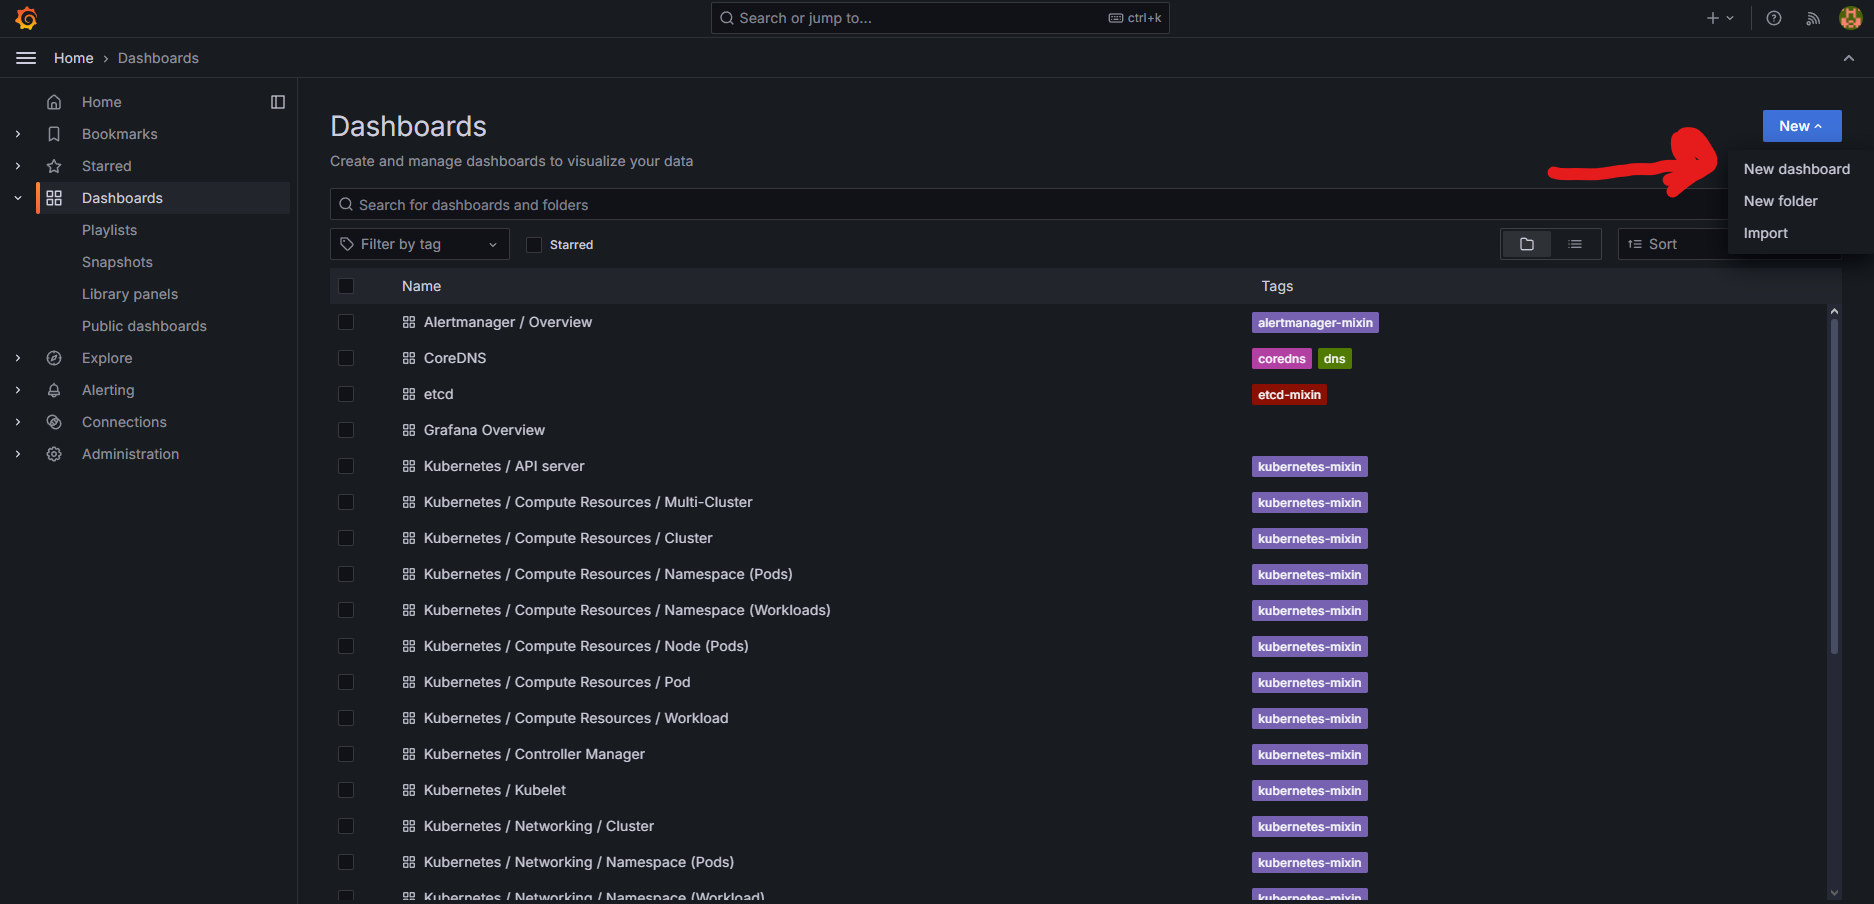 Search or jump to...
ctrl+k
Home › Dashboards
Home
Bookmarks
Starred
Dashboards
Playlists
Snapshots
Library panels
Public dashboards
Explore
Alerting
Connections
Administration
Dashboards
Create and manage dashboards to visualize your data
New
New dashboard
New folder
Import
Search for dashboards and folders
Filter by tag
Starred
Sort
Name Tags
Alertmanager / Overview alertmanager-mixin
CoreDNS coredns dns
etcd etcd-mixin
Grafana Overview
Kubernetes / API server kubernetes-mixin
Kubernetes / Compute Resources / Multi-Cluster kubernetes-mixin
Kubernetes / Compute Resources / Cluster kubernetes-mixin
Kubernetes / Compute Resources / Namespace (Pods) kubernetes-mixin
Kubernetes / Compute Resources / Namespace (Workloads) kubernetes-mixin
Kubernetes / Compute Resources / Node (Pods) kubernetes-mixin
Kubernetes / Compute Resources / Pod kubernetes-mixin
Kubernetes / Compute Resources / Workload kubernetes-mixin
Kubernetes / Controller Manager kubernetes-mixin
Kubernetes / Kubelet kubernetes-mixin
Kubernetes / Networking / Cluster kubernetes-mixin
Kubernetes / Networking / Namespace (Pods) kubernetes-mixin
Kubernetes / Networking / Namespace (Workload) kubernetes-mixin